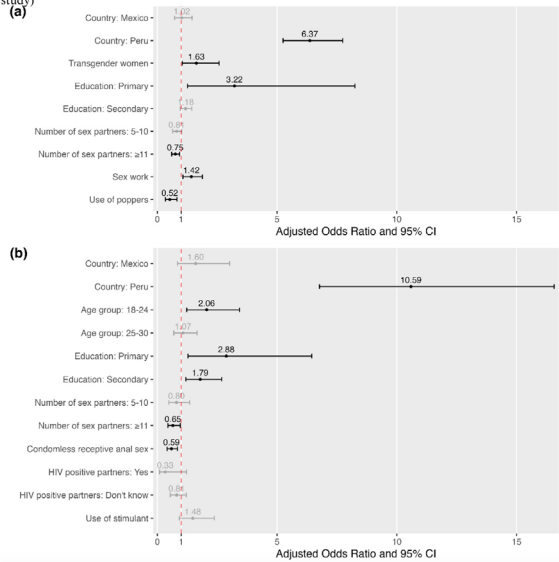 study)
(a)
Country: Mexico 1.02
Country: Peru 6.37
Transgender women 1.63
Education: Primary 3.22
Education: Secondary 1.18
Number of sex partners: 5-10
Number of sex partners: ≥11 0.75
Sex work 1.42
Use of poppers 0.52
0 1 5 10 15
Adjusted Odds Ratio and 95% CI
(b)
Country: Mexico 1.60
Country: Peru 10.59
Age group: 18-24 2.06
Age group: 25-30 1.07
Education: Primary 2.88
Education: Secondary 1.79
Number of sex partners: 5-10
Number of sex partners: ≥11 0.65
Condomless receptive anal sex 0.59
HIV positive partners: Yes 0.33
HIV positive partners: Don't know
Use of stimulant 1.48
0 1 5 10 15
Adjusted Odds Ratio and 95% CI